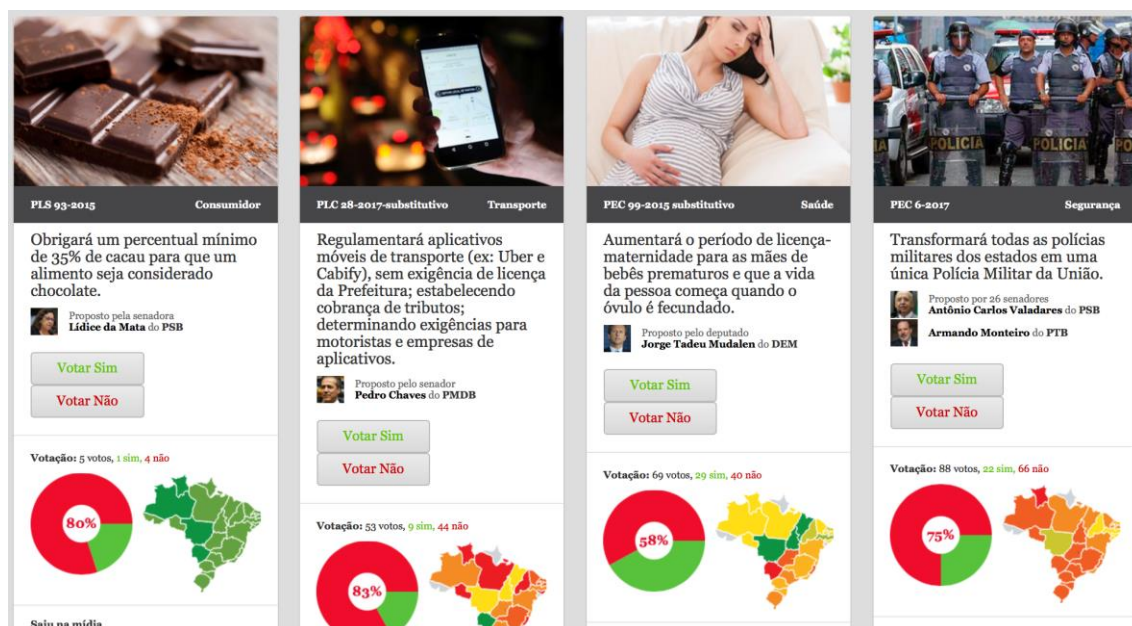 PLS 93-2015 Consumidor
Obrigará um percentual mínimo
de 35% de cacau para que um
alimento seja considerado
chocolate.
Proposto pela senadora
Lídice da Mata do PSB
Votar Sim
Votar Não
Votação: 5 votos, 1 sim, 4 não
80%
Saiu na mídia
PLC 28-2017-substitutivo Transporte
Regulamentará aplicativos
móveis de transporte (ex: Uber e
Cabify), sem exigência de licença
da Prefeitura; estabelecendo
cobrança de tributos;
determinando exigências para
motoristas e empresas de
aplicativos.
Proposto pelo senador
Pedro Chaves do PMDB
Votar Sim
Votar Não
Votação: 53 votos, 9 sim, 44 não
83%
PEC 99-2015 substitutivo Saúde
Aumentará o período de licença-
maternidade para as mães de
bebês prematuros e que a vida
da pessoa começa quando o
óvulo é fecundado.
Proposto pelo deputado
Jorge Tadeu Mudalen do DEM
Votar Sim
Votar Não
Votação: 69 votos, 29 sim, 40 não
58%
POLICIA
POLICIA
PO
PEC 6-2017 Segurança
Transformará todas as polícias
militares dos estados em uma
única Polícia Militar da União.
Proposto por 26 senadores
Antônio Carlos Valadares do PSB
Armando Monteiro do PTB
Votar Sim
Votar Não
Votação: 88 votos, 22 sim, 66 não
75%